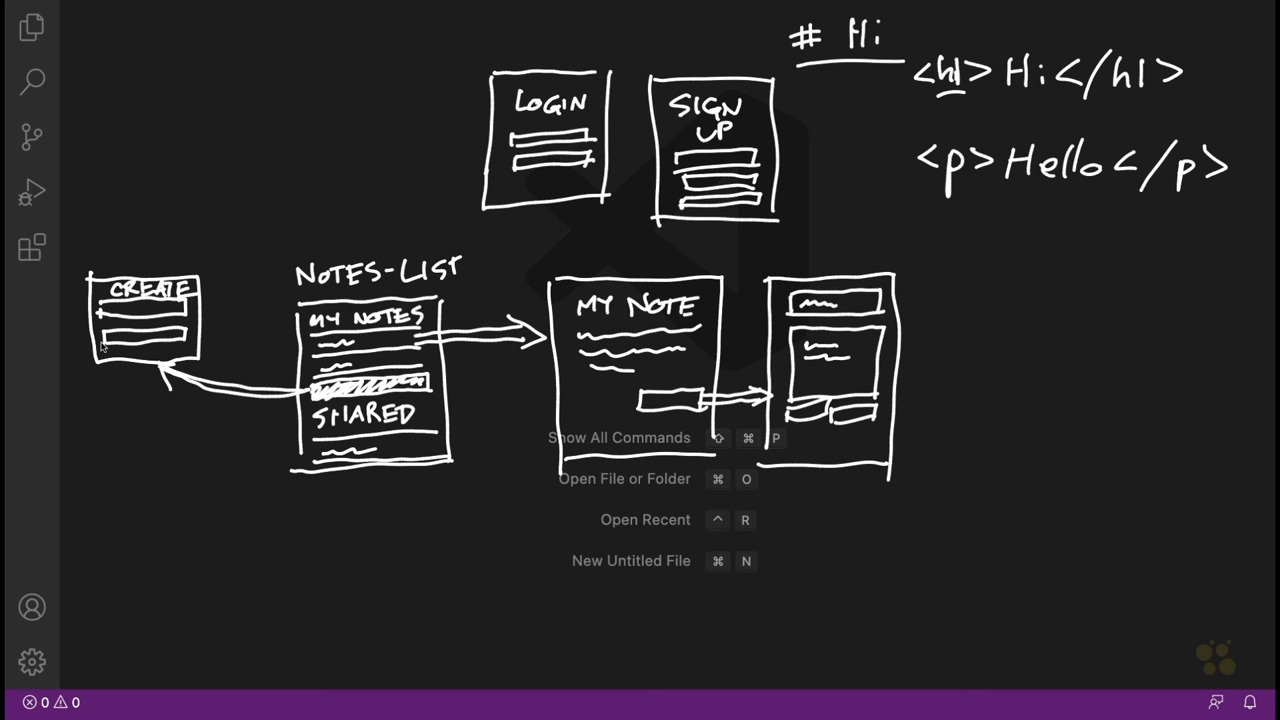 # Hi
<h1>Hi</h1>
<p>Hello</p>
LOGIN
SIGN
UP
NOTES-LIST
CREATE
MY NOTES
SHARED
MY NOTE
Show All Commands ⇧ ⌘ P
Open File or Folder ⌘ O
Open Recent ^ R
New Untitled File ⌘ N
0 0